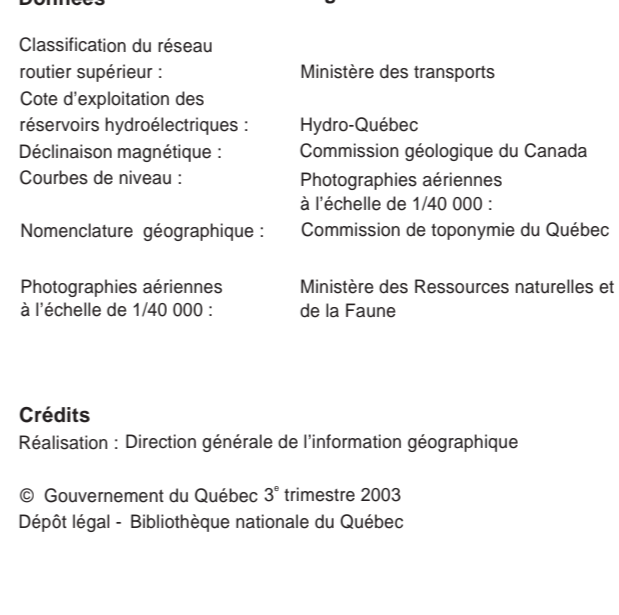 Données
Classification du réseau
routier supérieur : Ministère des transports
Cote d’exploitation des
réservoirs hydroélectriques : Hydro-Québec
Déclinaison magnétique : Commission géologique du Canada
Courbes de niveau : Photographies aériennes
à l’échelle de 1/40 000 :
Nomenclature géographique : Commission de toponymie du Québec
Photographies aériennes Ministère des Ressources naturelles et
à l’échelle de 1/40 000 : de la Faune
Crédits
Réalisation : Direction générale de l’information géographique
© Gouvernement du Québec 3e trimestre 2003
Dépôt légal - Bibliothèque nationale du Québec